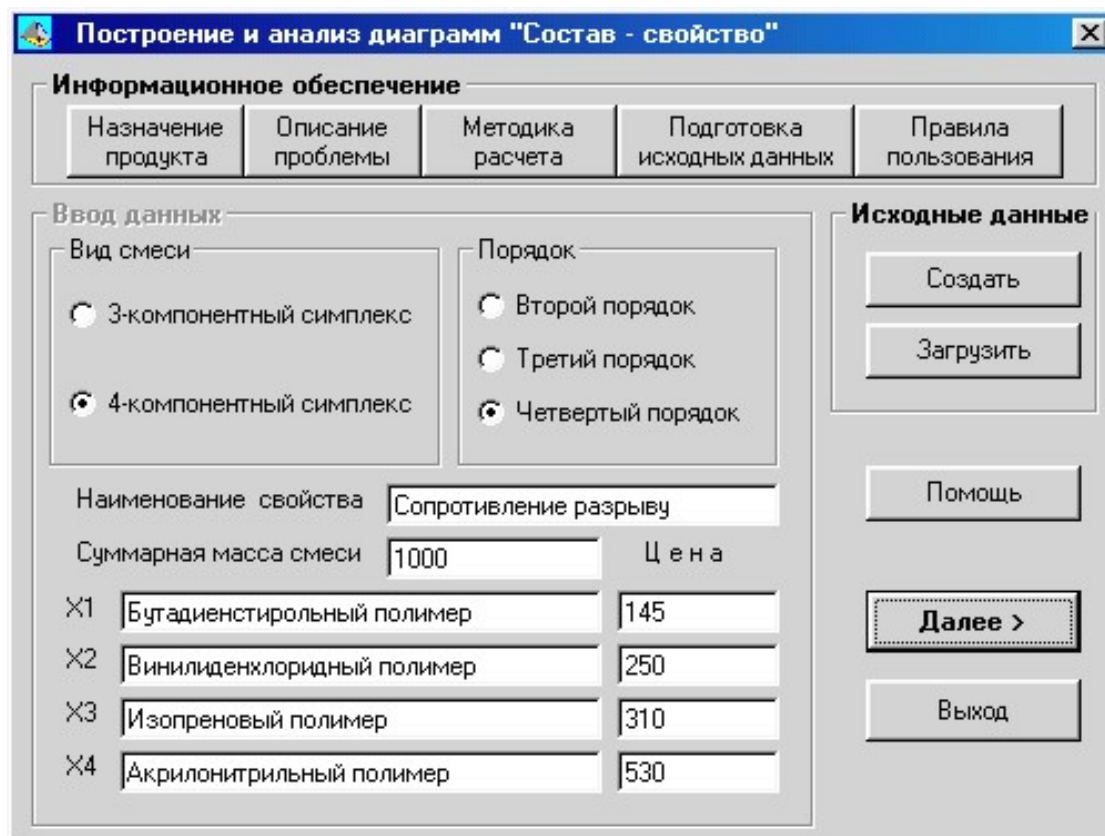 Построение и анализ диаграмм "Состав - свойство"
Информационное обеспечение
Назначение
продукта
Описание
проблемы
Методика
расчета
Подготовка
исходных данных
Правила
пользования
Ввод данных
Вид смеси
3-компонентный симплекс
4-компонентный симплекс
Порядок
Второй порядок
Третий порядок
Четвертый порядок
Исходные данные
Создать
Загрузить
Наименование свойства Сопротивление разрыву
Суммарная масса смеси 1000 Ц е н а
X1 Бутадиенстирольный полимер 145
X2 Винилиденхлоридный полимер 250
X3 Изопреновый полимер 310
X4 Акрилонитрильный полимер 530
Помощь
Далее >
Выход